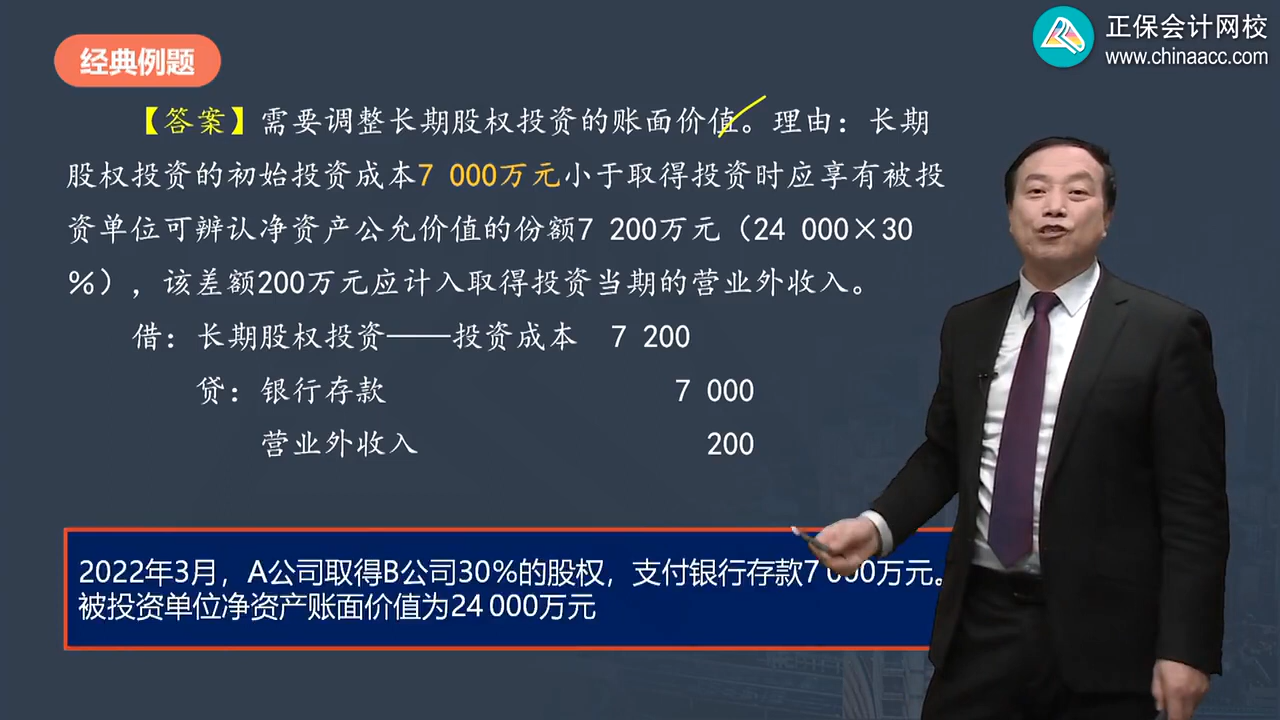 正保会计网校
www.chinaacc.com
经典例题
【答案】需要调整长期股权投资的账面价值。理由：长期
股权投资的初始投资成本7 000万元小于取得投资时应享有被投
资单位可辨认净资产公允价值的份额7 200万元（24 000×30
%），该差额200万元应计入取得投资当期的营业外收入。
借：长期股权投资——投资成本 7 200
贷：银行存款 7 000
营业外收入 200
2022年3月，A公司取得B公司30%的股权，支付银行存款7 000万元。
被投资单位净资产账面价值为24 000万元